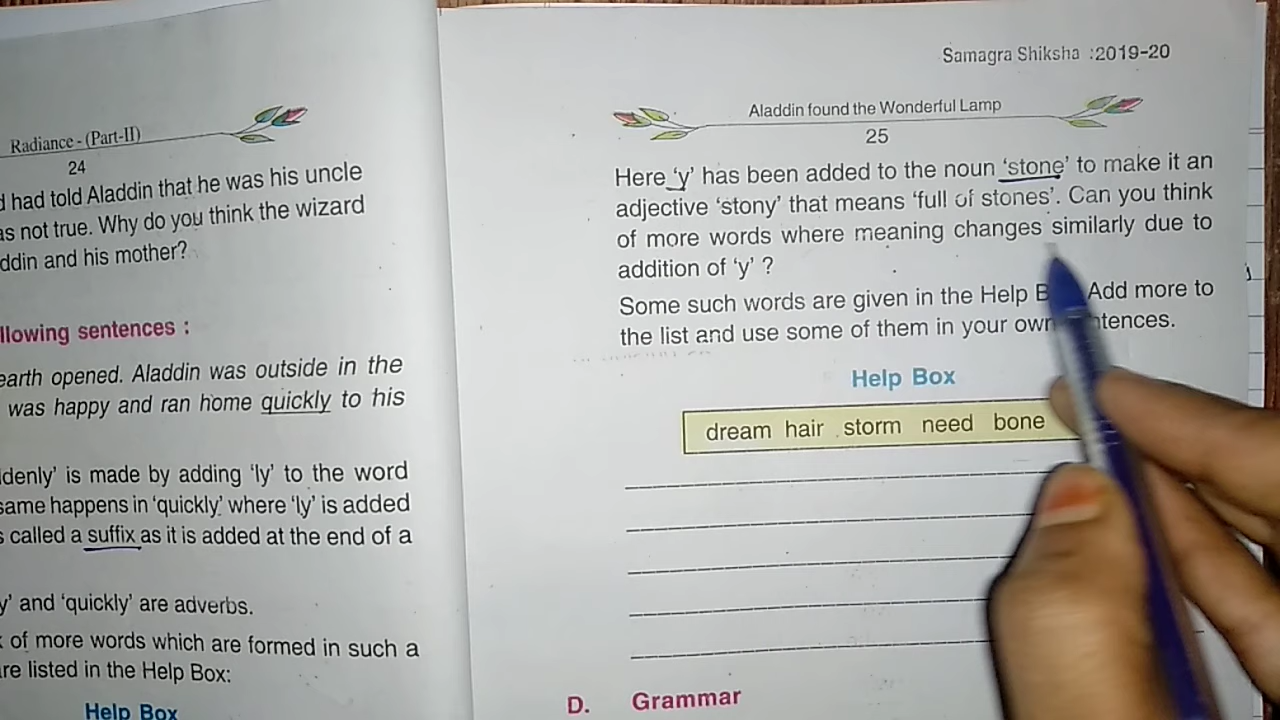 Radiance - (Part-II)
24
had told Aladdin that he was his uncle
as not true. Why do you think the wizard
ddin and his mother?
llowing sentences :
earth opened. Aladdin was outside in the
was happy and ran home quickly to his
denly' is made by adding 'ly' to the word
same happens in 'quickly' where 'ly' is added
called a suffix as it is added at the end of a
y' and 'quickly' are adverbs.
of more words which are formed in such a
re listed in the Help Box:
Help Box
Samagra Shiksha :2019-20
Aladdin found the Wonderful Lamp
25
Here 'y' has been added to the noun 'stone' to make it an
adjective 'stony' that means 'full of stones'. Can you think
of more words where meaning changes similarly due to
addition of 'y' ?
Some such words are given in the Help B Add more to
the list and use some of them in your own tences.
Help Box
dream hair storm need bone
D. Grammar